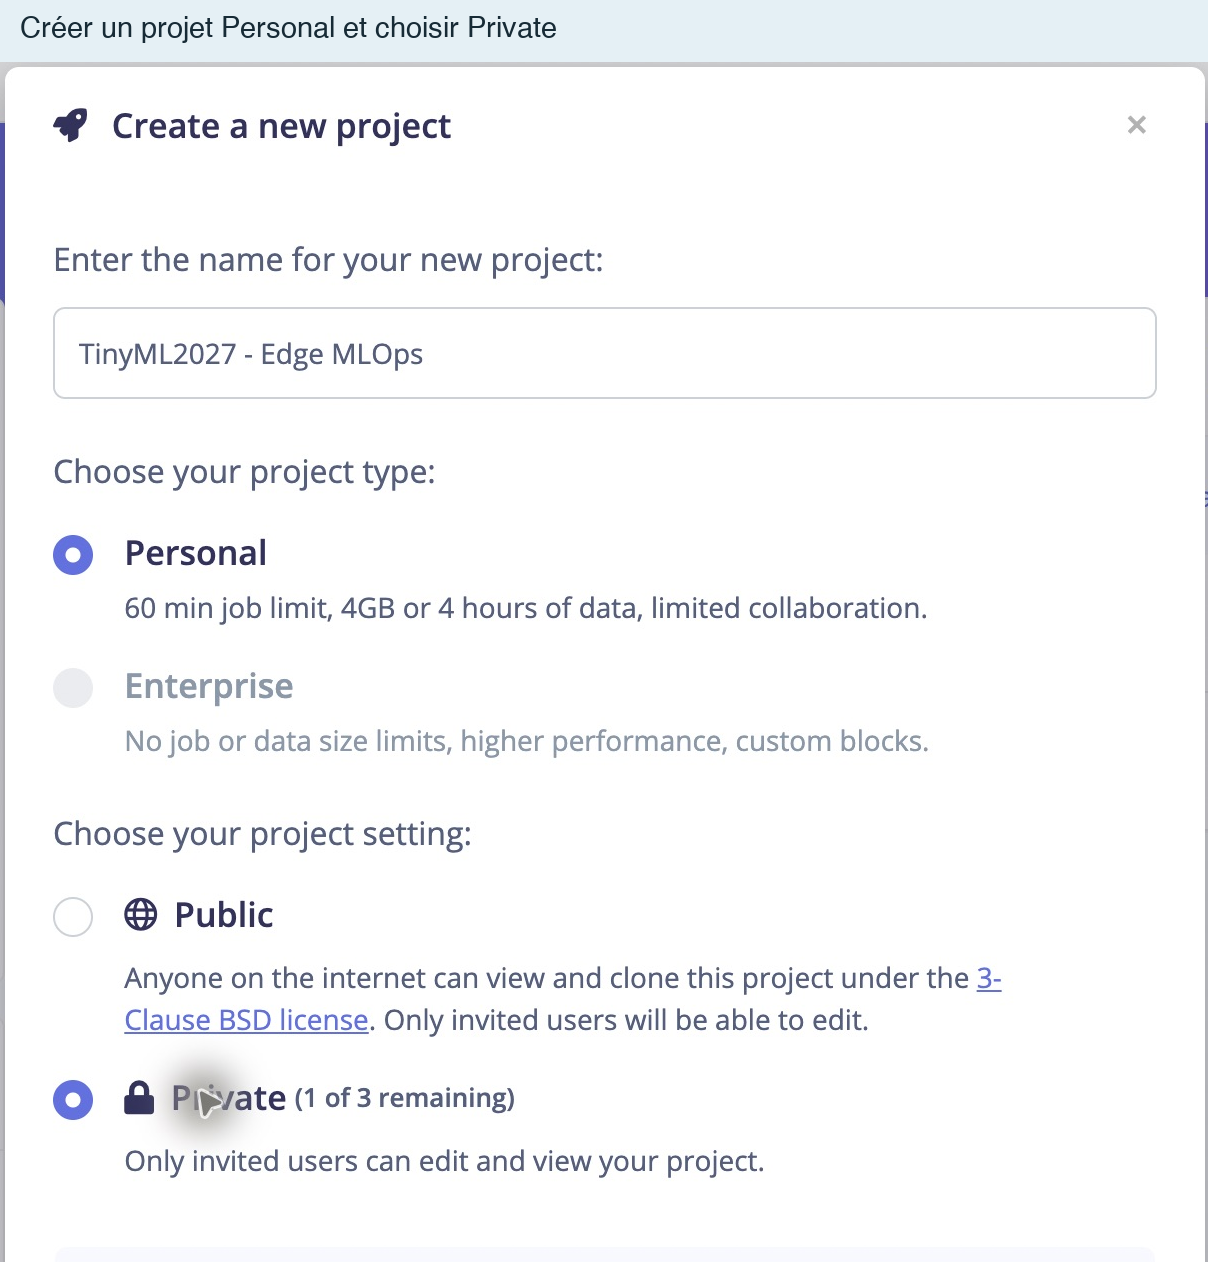 Créer un projet Personal et choisir Private
Create a new project
Enter the name for your new project:
TinyML2027 - Edge MLOps
Choose your project type:
Personal
60 min job limit, 4GB or 4 hours of data, limited collaboration.
Enterprise
No job or data size limits, higher performance, custom blocks.
Choose your project setting:
Public
Anyone on the internet can view and clone this project under the 3-
Clause BSD license. Only invited users will be able to edit.
Private (1 of 3 remaining)
Only invited users can edit and view your project.